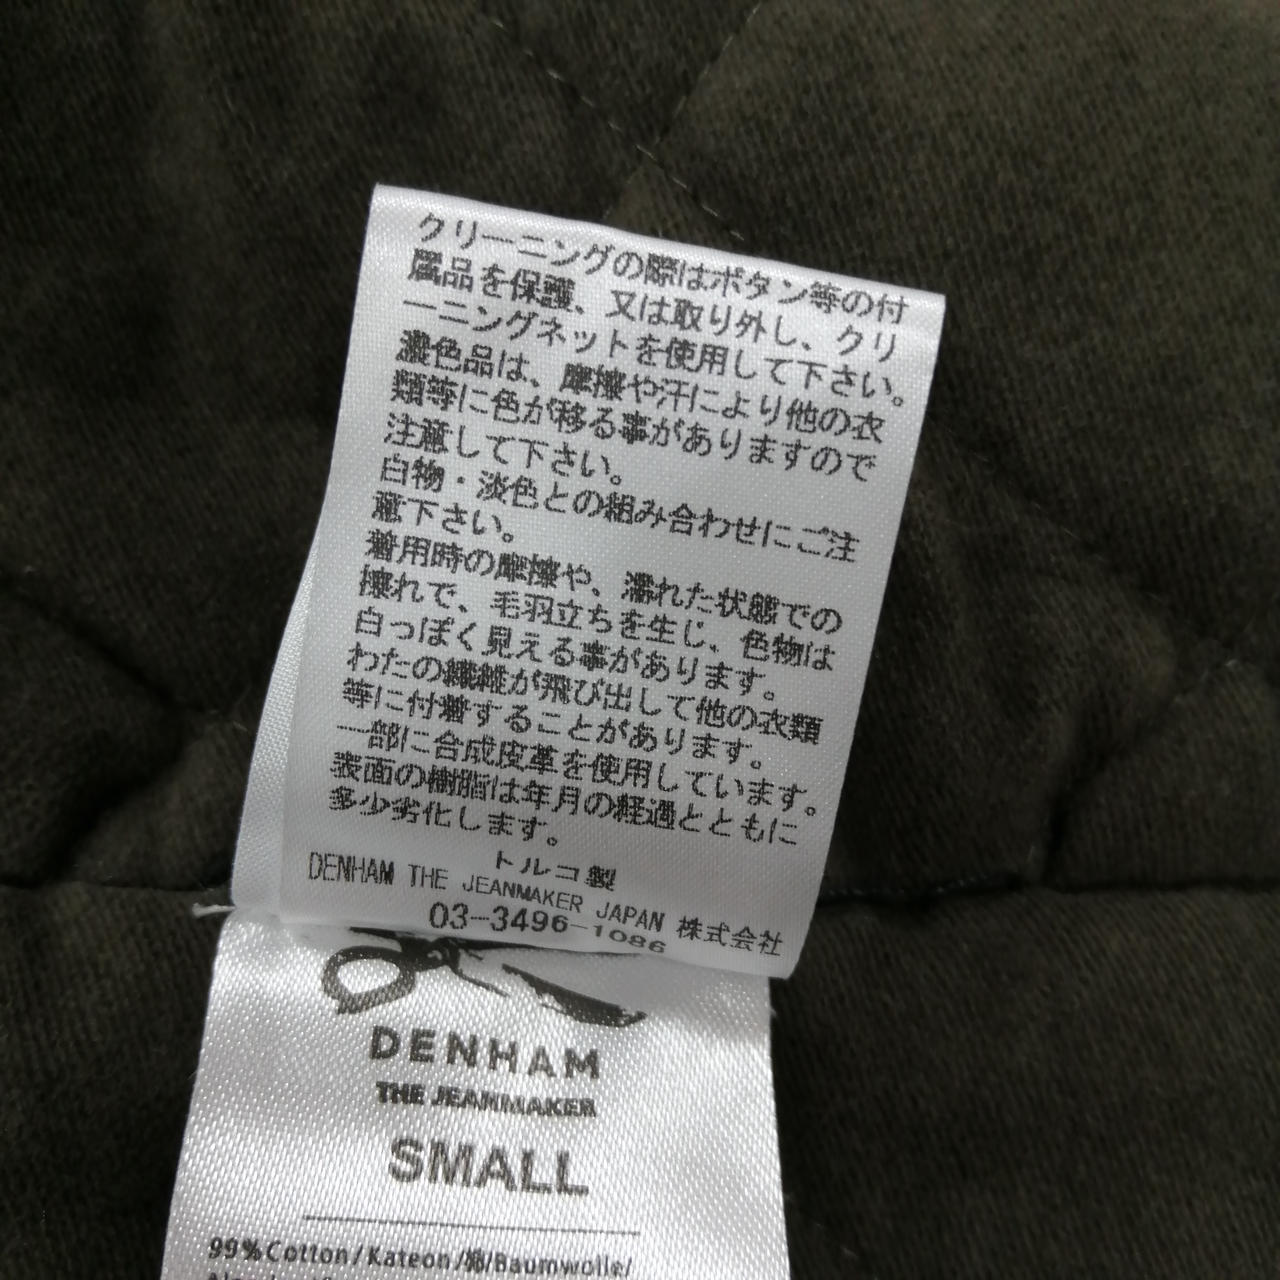 クリーニングの際はボタン等の付
属品を保護、又は取り外し、クリ
ーニングネットを使用して下さい。
濃色品は、摩擦や汗により他の衣
類等に色が移る事がありますので
注意して下さい。
白物・淡色との組み合わせにご注
意下さい。
着用時の摩擦や、濡れた状態での
擦れで、毛羽立ちを生じ、色物は
白っぽく見える事があります。
わたの繊維が飛び出して他の衣類
等に付着することがあります。
一部に合成皮革を使用しています。
表面の樹脂は年月の経過とともに
多少劣化します。
トルコ製
DENHAM THE JEANMAKER JAPAN 株式会社
03-3496-1086
DENHAM
THE JEANMAKER
SMALL
99%Cotton/Kateon/綿/Baumwolle/